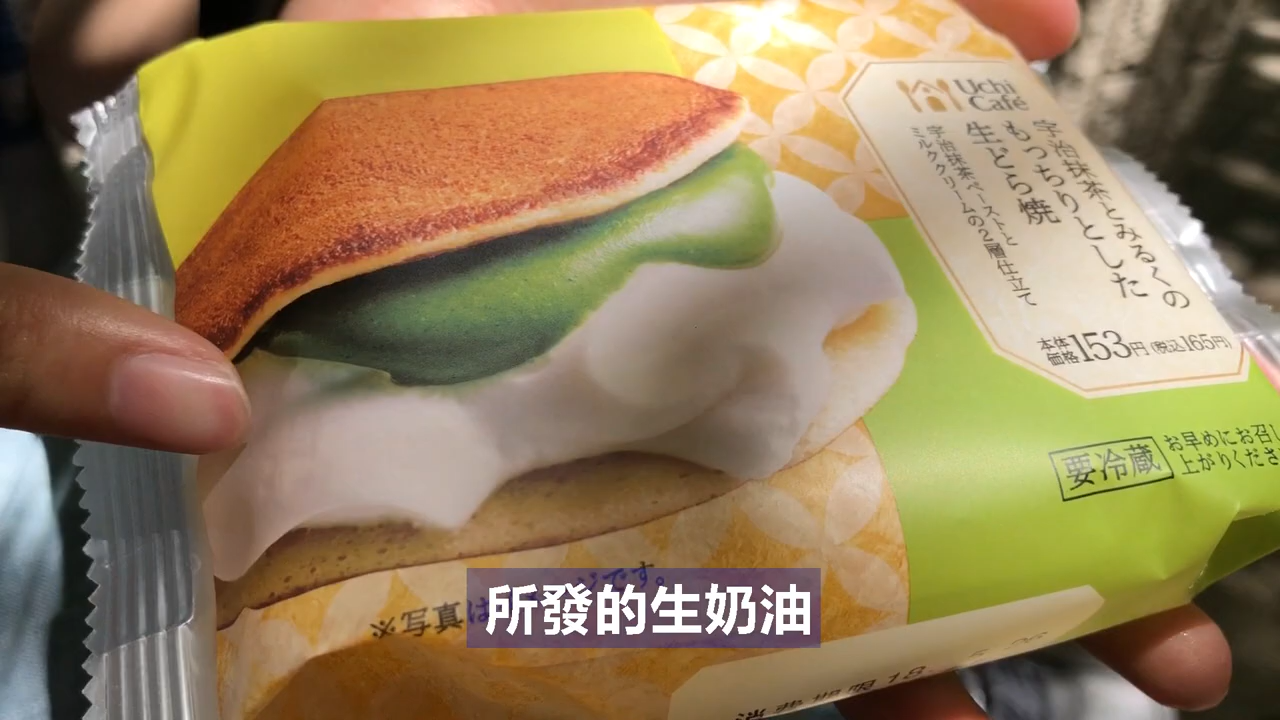 Uchi
Café
宇治抹茶とみるくの
もっちりとした
生どら焼
宇治抹茶ペーストと
ミルククリームの2層仕立て
本体
価格153円(税込165円)
要冷蔵
お早めにお召し
上がりくださ
※写真は
です。
所發的生奶油